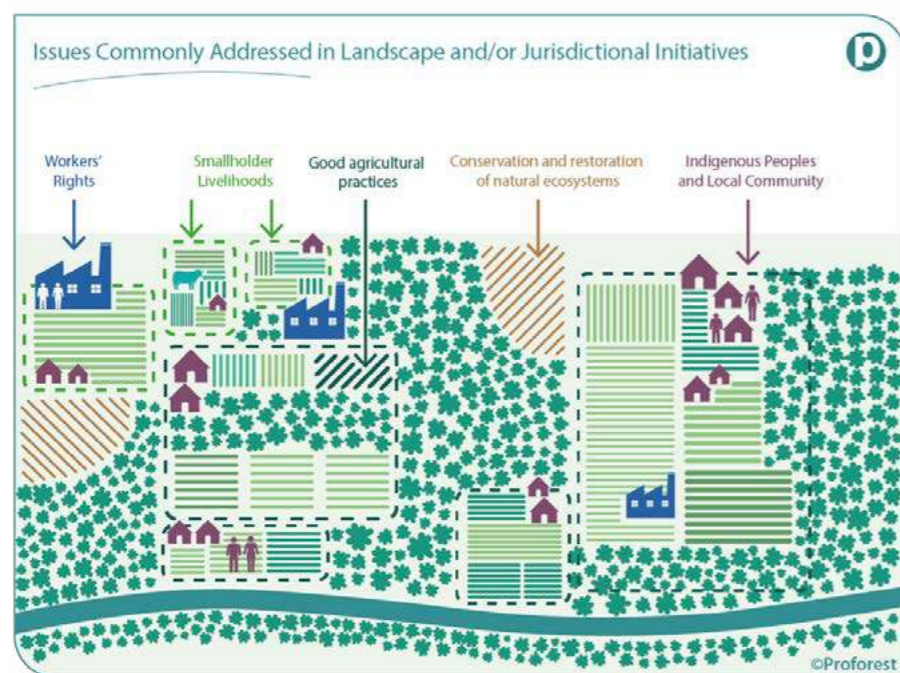 Issues Commonly Addressed in Landscape and/or Jurisdictional Initiatives
p
Workers'
Rights
Smallholder
Livelihoods
Good agricultural
practices
Conservation and restoration
of natural ecosystems
Indigenous Peoples
and Local Community
©Proforest